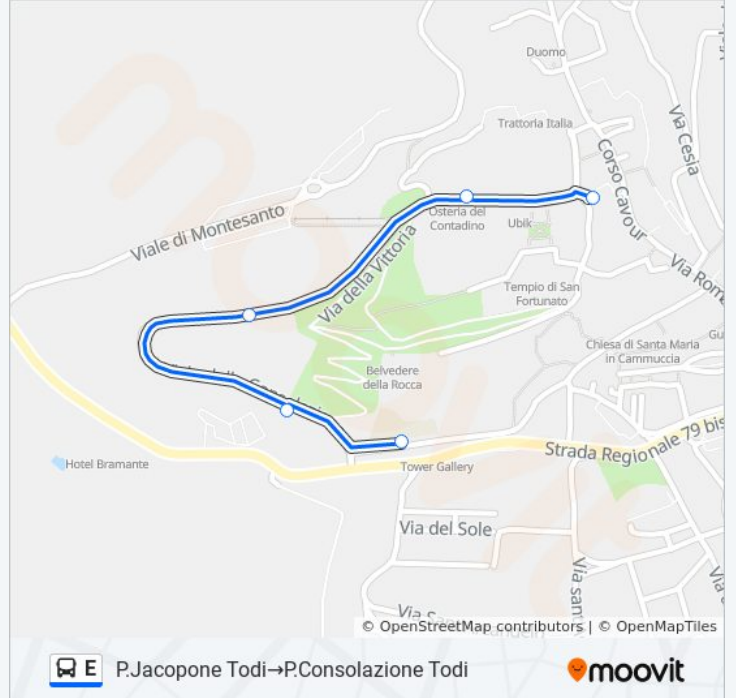 Duomo
Trattoria Italia
Via Cesia
Corso Cavour
Osteria del
Contadino
Ubik
Viale di Montesanto
Via della Vittoria
Via Rom
Tempio di San
Fortunato
Chiesa di Santa Maria
in Cammuccia
Gu
Belvedere
della Rocca
Strada Regionale 79 bis
Hotel Bramante
Tower Gallery
Via del Sole
© OpenStreetMap contributors | © OpenMapTiles
E P.Jacopone Todi→P.Consolazione Todi
moovit